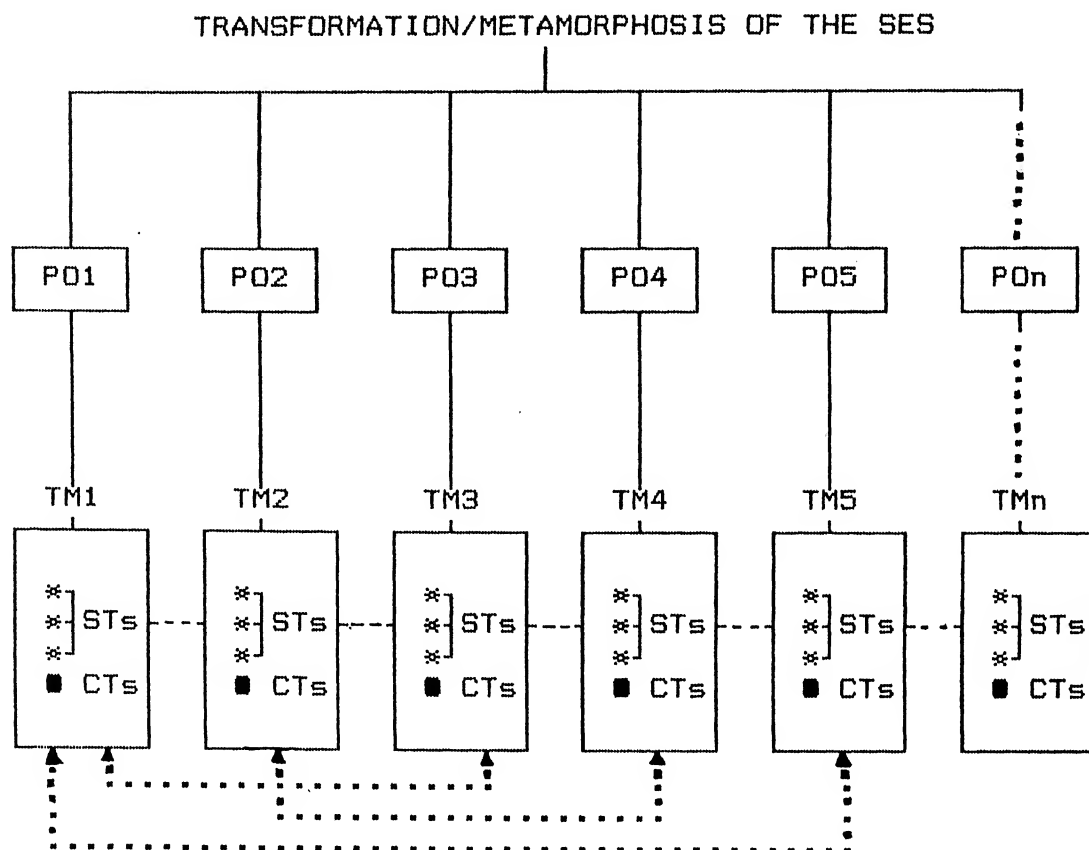 TRANSFORMATION/METAMORPHOSIS OF THE SES
PO1 PO2 PO3 PO4 PO5 POn
TM1 TM2 TM3 TM4 TM5 TMn
STs STs STs STs STs STs
CTs CTs CTs CTs CTs CTs